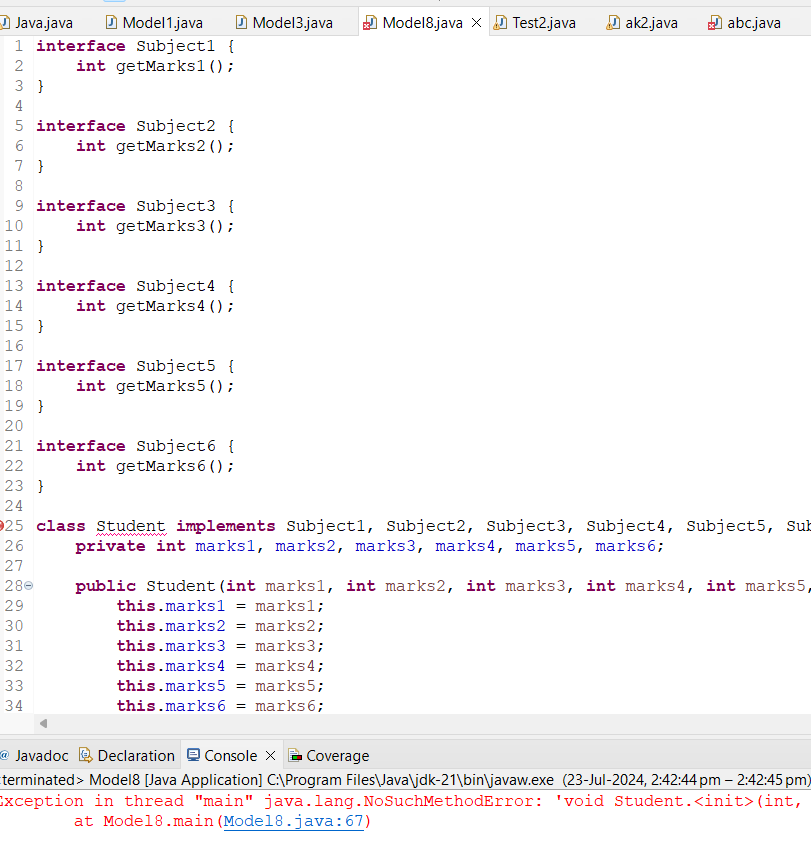 Java.java Model1.java Model3.java Model8.java Test2.java ak2.java abc.java
1 interface Subject1 {
2 int getMarks1();
3 }
4
5 interface Subject2 {
6 int getMarks2();
7 }
8
9 interface Subject3 {
10 int getMarks3();
11 }
12
13 interface Subject4 {
14 int getMarks4();
15 }
16
17 interface Subject5 {
18 int getMarks5();
19 }
20
21 interface Subject6 {
22 int getMarks6();
23 }
24
25 class Student implements Subject1, Subject2, Subject3, Subject4, Subject5, Sub
26 private int marks1, marks2, marks3, marks4, marks5, marks6;
27
28 public Student(int marks1, int marks2, int marks3, int marks4, int marks5,
29 this.marks1 = marks1;
30 this.marks2 = marks2;
31 this.marks3 = marks3;
32 this.marks4 = marks4;
33 this.marks5 = marks5;
34 this.marks6 = marks6;
@ Javadoc Declaration Console Coverage
<terminated> Model8 [Java Application] C:\Program Files\Java\jdk-21\bin\javaw.exe (23-Jul-2024, 2:42:44 pm – 2:42:45 pm)
Exception in thread "main" java.lang.NoSuchMethodError: 'void Student.<init>(int,
at Model8.main(Model8.java:67)